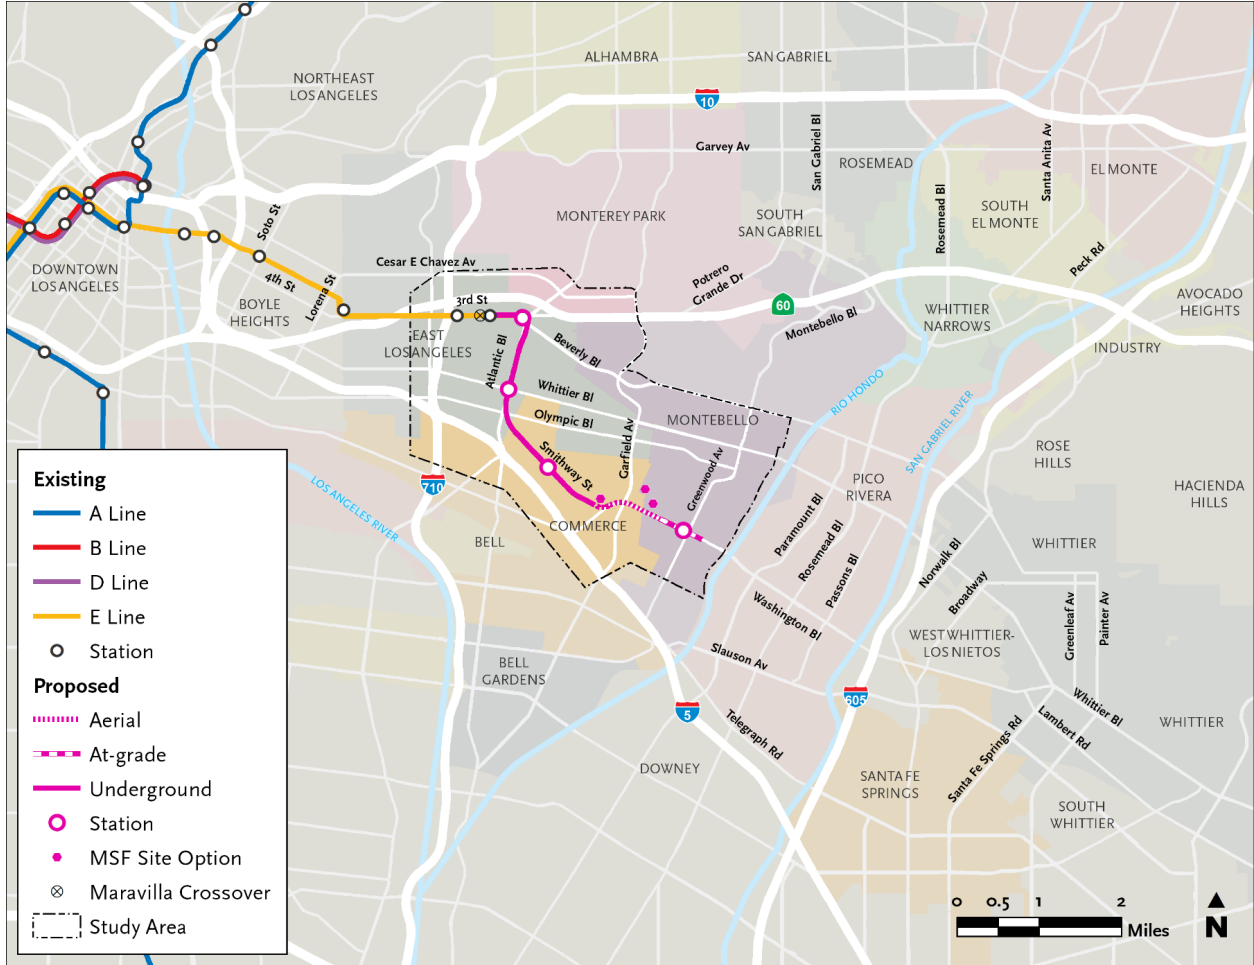 ALHAMBRA
SAN GABRIEL
NORTHEAST
LOS ANGELES
10
Garvey Av
San Gabriel Bl
ROSEMEAD
Santa Anita Av
EL MONTE
Rosemead Bl
SOUTH
EL MONTE
MONTEREY PARK
SOUTH
SAN GABRIEL
Soto St
Peck Rd
Cesar E Chavez Av
DOWNTOWN
LOS ANGELES
4th St
Lorena St
Potrero
Grande Dr
BOYLE
HEIGHTS
3rd St
60
Montebello Bl
WHITTIER
NARROWS
AVOCADO
HEIGHTS
EAST
LOS ANGELES
Atlantic Bl
Beverly Bl
INDUSTRY
RIO HONDO
Whittier Bl
Olympic Bl
MONTEBELLO
SAN GABRIEL RIVER
Garfield Av
Smithway St
Greenwood Av
ROSE
HILLS
PICO
RIVERA
HACIENDA
HILLS
710
LOS ANGELES RIVER
COMMERCE
BELL
Paramount Bl
Rosemead Bl
Passons Bl
Norwalk Bl
Broadway
WHITTIER
Washington Bl
Greenleaf Av
Painter Av
WEST WHITTIER-
LOS NIETOS
Slauson Av
BELL
GARDENS
605
5
Whittier Bl
Lambert Rd
WHITTIER
Telegraph Rd
Santa Fe Springs Rd
DOWNEY
SANTA FE
SPRINGS
SOUTH
WHITTIER
Existing
A Line
B Line
D Line
E Line
Station
Proposed
Aerial
At-grade
Underground
Station
MSF Site Option
Maravilla Crossover
Study Area
0 0.5 1 2
Miles
N